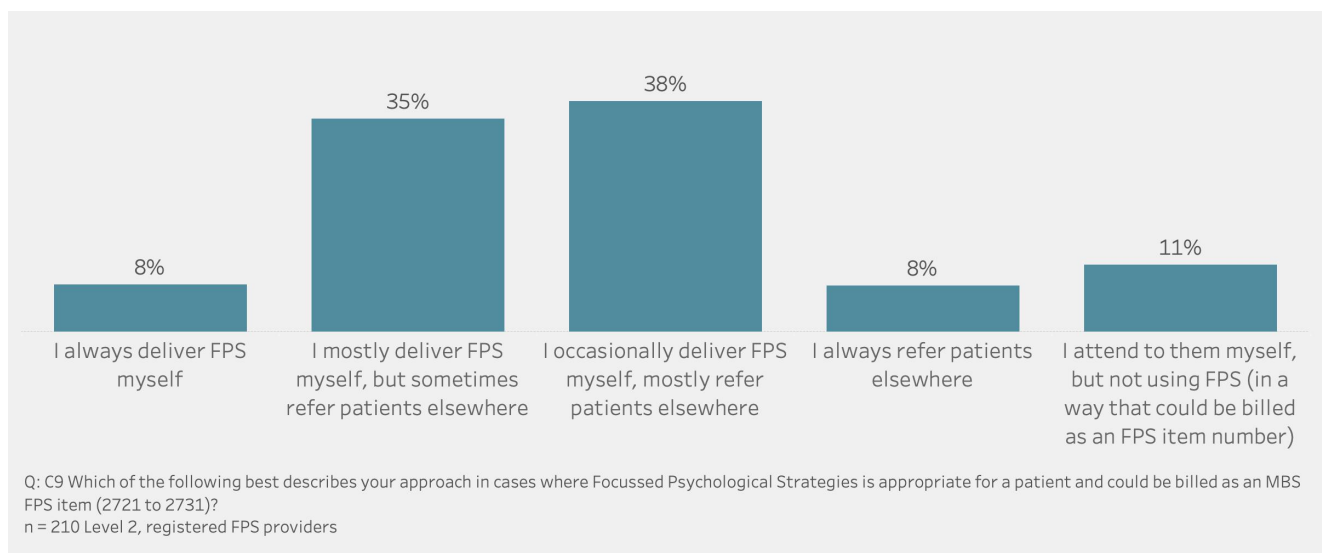 8%
35%
38%
8%
11%
I always deliver FPS
myself
I mostly deliver FPS
myself, but sometimes
refer patients elsewhere
I occasionally deliver FPS
myself, mostly refer
patients elsewhere
I always refer patients
elsewhere
I attend to them myself,
but not using FPS (in a
way that could be billed
as an FPS item number)
Q: C9 Which of the following best describes your approach in cases where Focussed Psychological Strategies is appropriate for a patient and could be billed as an MBS
FPS item (2721 to 2731)?
n = 210 Level 2, registered FPS providers